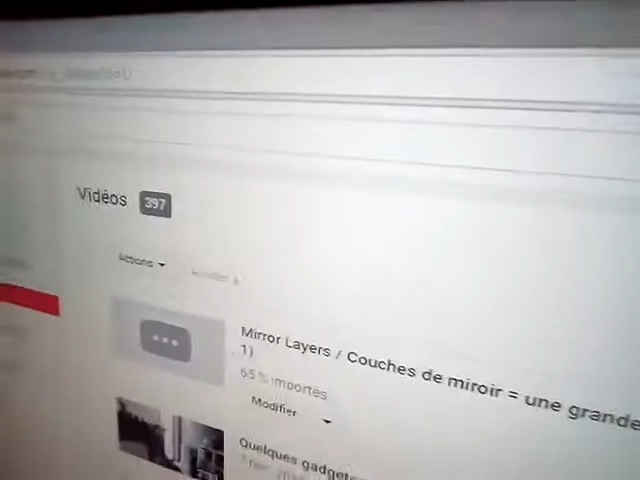 Vidéos 397
Actions
Mirror Layers / Couches de miroir = une grande
1)
65 % importés
Modifier
Quelques gadgets